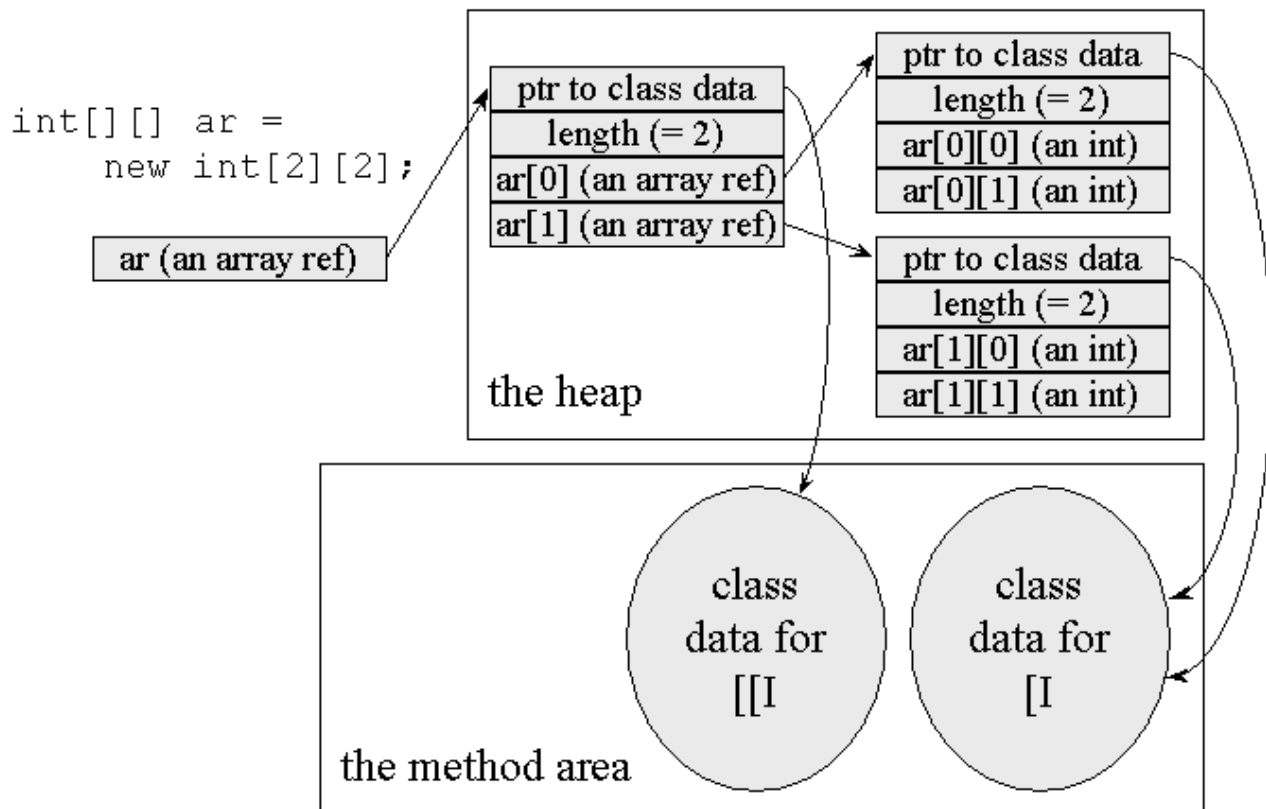 int[][] ar =
new int[2][2];
ar (an array ref)
ptr to class data
length (= 2)
ar[0] (an array ref)
ar[1] (an array ref)
ptr to class data
length (= 2)
ar[0][0] (an int)
ar[0][1] (an int)
ptr to class data
length (= 2)
ar[1][0] (an int)
ar[1][1] (an int)
the heap
class
data for
[[I
class
data for
[I
the method area